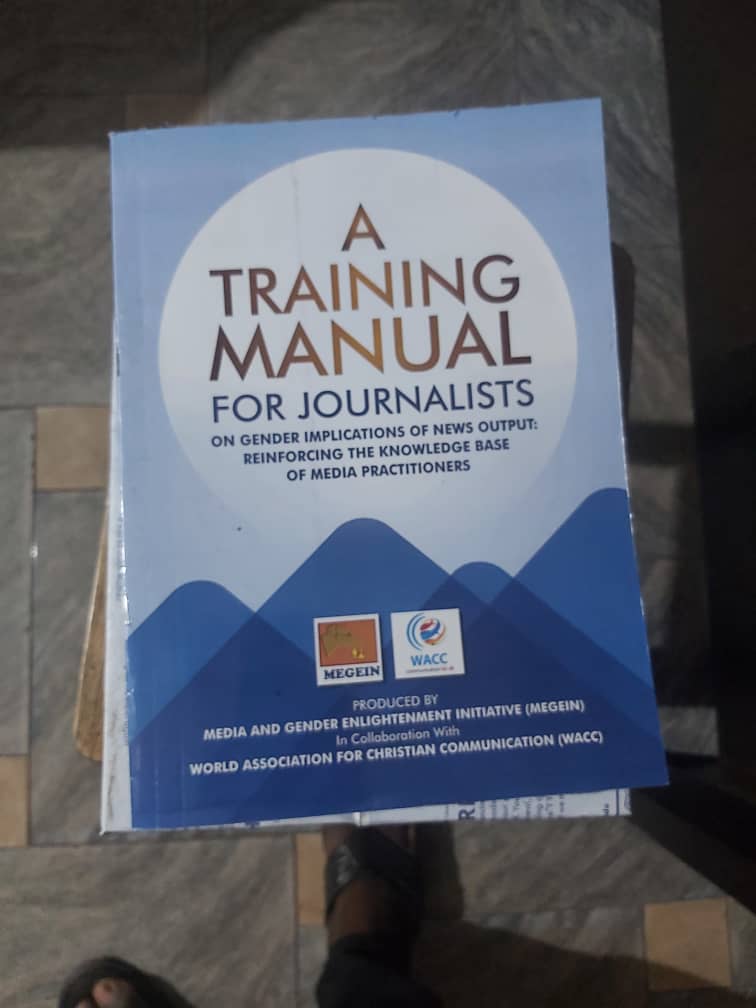 A
TRAINING
MANUAL
FOR JOURNALISTS
ON GENDER IMPLICATIONS OF NEWS OUTPUT:
REINFORCING THE KNOWLEDGE BASE
OF MEDIA PRACTITIONERS
MEGEIN
WACC
PRODUCED BY
MEDIA AND GENDER ENLIGHTENMENT INITIATIVE (MEGEIN)
In Collaboration With
WORLD ASSOCIATION FOR CHRISTIAN COMMUNICATION (WACC)